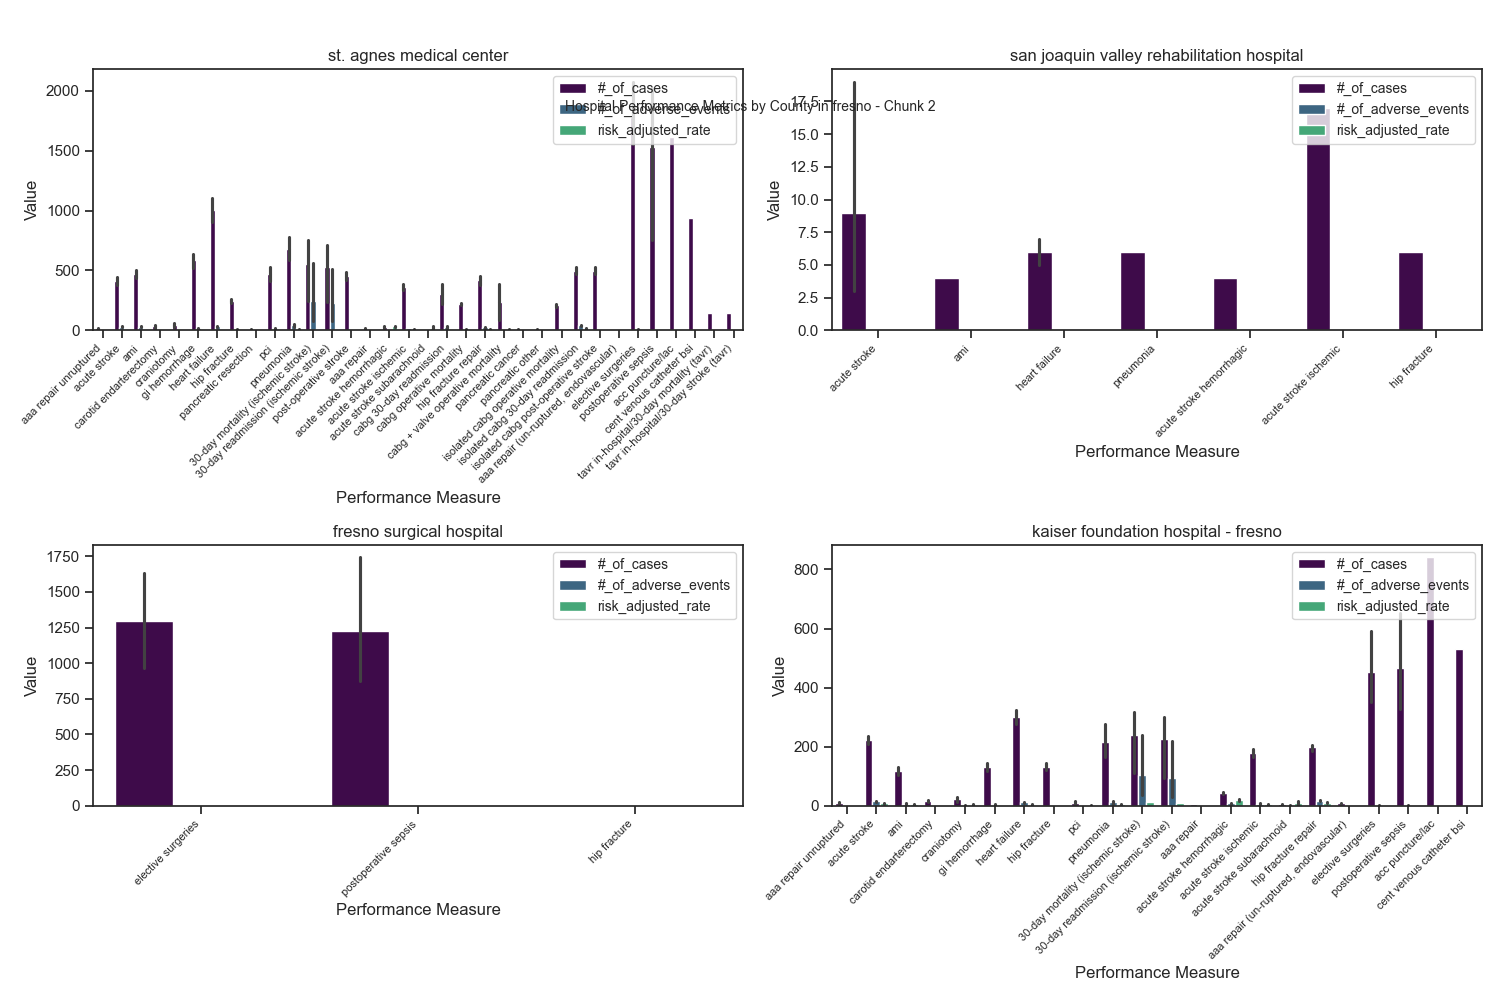 st. agnes medical center
san joaquin valley rehabilitation hospital
Hospital Performance Metrics by County in fresno - Chunk 2
#_of_cases
#_of_adverse_events
risk_adjusted_rate
2000
1500
1000
500
0
Value
aaa repair unruptured
acute stroke
ami
carotid endarterectomy
craniotomy
gi hemorrhage
heart failure
hip fracture
pancreatic resection
pci
pneumonia
30-day mortality (ischemic stroke)
30-day readmission (ischemic stroke)
post-operative stroke
aaa repair
acute stroke hemorrhagic
acute stroke ischemic
acute stroke subarachnoid
cabg 30-day readmission
cabg operative mortality
hip fracture repair
cabg + valve operative mortality
pancreatic cancer
pancreatic other
isolated cabg operative mortality
isolated cabg 30-day readmission
isolated cabg post-operative stroke
aaa repair (un-ruptured, endovascular)
elective surgeries
postoperative sepsis
acc puncture/lac
cent venous catheter bsi
tavr in-hospital/30-day mortality (tavr)
tavr in-hospital/30-day stroke (tavr)
Performance Measure
#_of_cases
#_of_adverse_events
risk_adjusted_rate
17.5
15.0
12.5
10.0
7.5
5.0
2.5
0.0
Value
acute stroke
ami
heart failure
pneumonia
acute stroke hemorrhagic
acute stroke ischemic
hip fracture
Performance Measure
fresno surgical hospital
#_of_cases
#_of_adverse_events
risk_adjusted_rate
1750
1500
1250
1000
750
500
250
0
Value
elective surgeries
postoperative sepsis
hip fracture
Performance Measure
kaiser foundation hospital - fresno
#_of_cases
#_of_adverse_events
risk_adjusted_rate
800
600
400
200
0
Value
aaa repair unruptured
acute stroke
ami
carotid endarterectomy
craniotomy
gi hemorrhage
heart failure
hip fracture
pci
pneumonia
30-day mortality (ischemic stroke)
30-day readmission (ischemic stroke)
aaa repair
acute stroke hemorrhagic
acute stroke ischemic
acute stroke subarachnoid
hip fracture repair
aaa repair (un-ruptured, endovascular)
elective surgeries
postoperative sepsis
acc puncture/lac
cent venous catheter bsi
Performance Measure